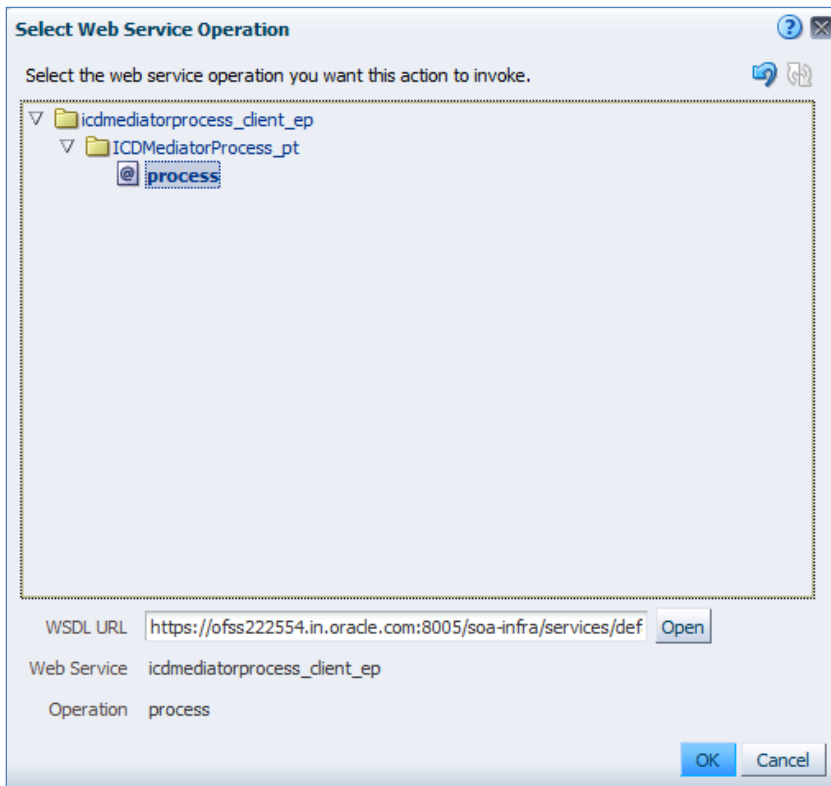 Select Web Service Operation
Select the web service operation you want this action to invoke.
icdmediatorprocess_client_ep
ICDMediatorProcess_pt
@ process
WSDL URL https://ofss222554.in.oracle.com:8005/soa-infra/services/def Open
Web Service icdmediatorprocess_client_ep
Operation process
OK Cancel